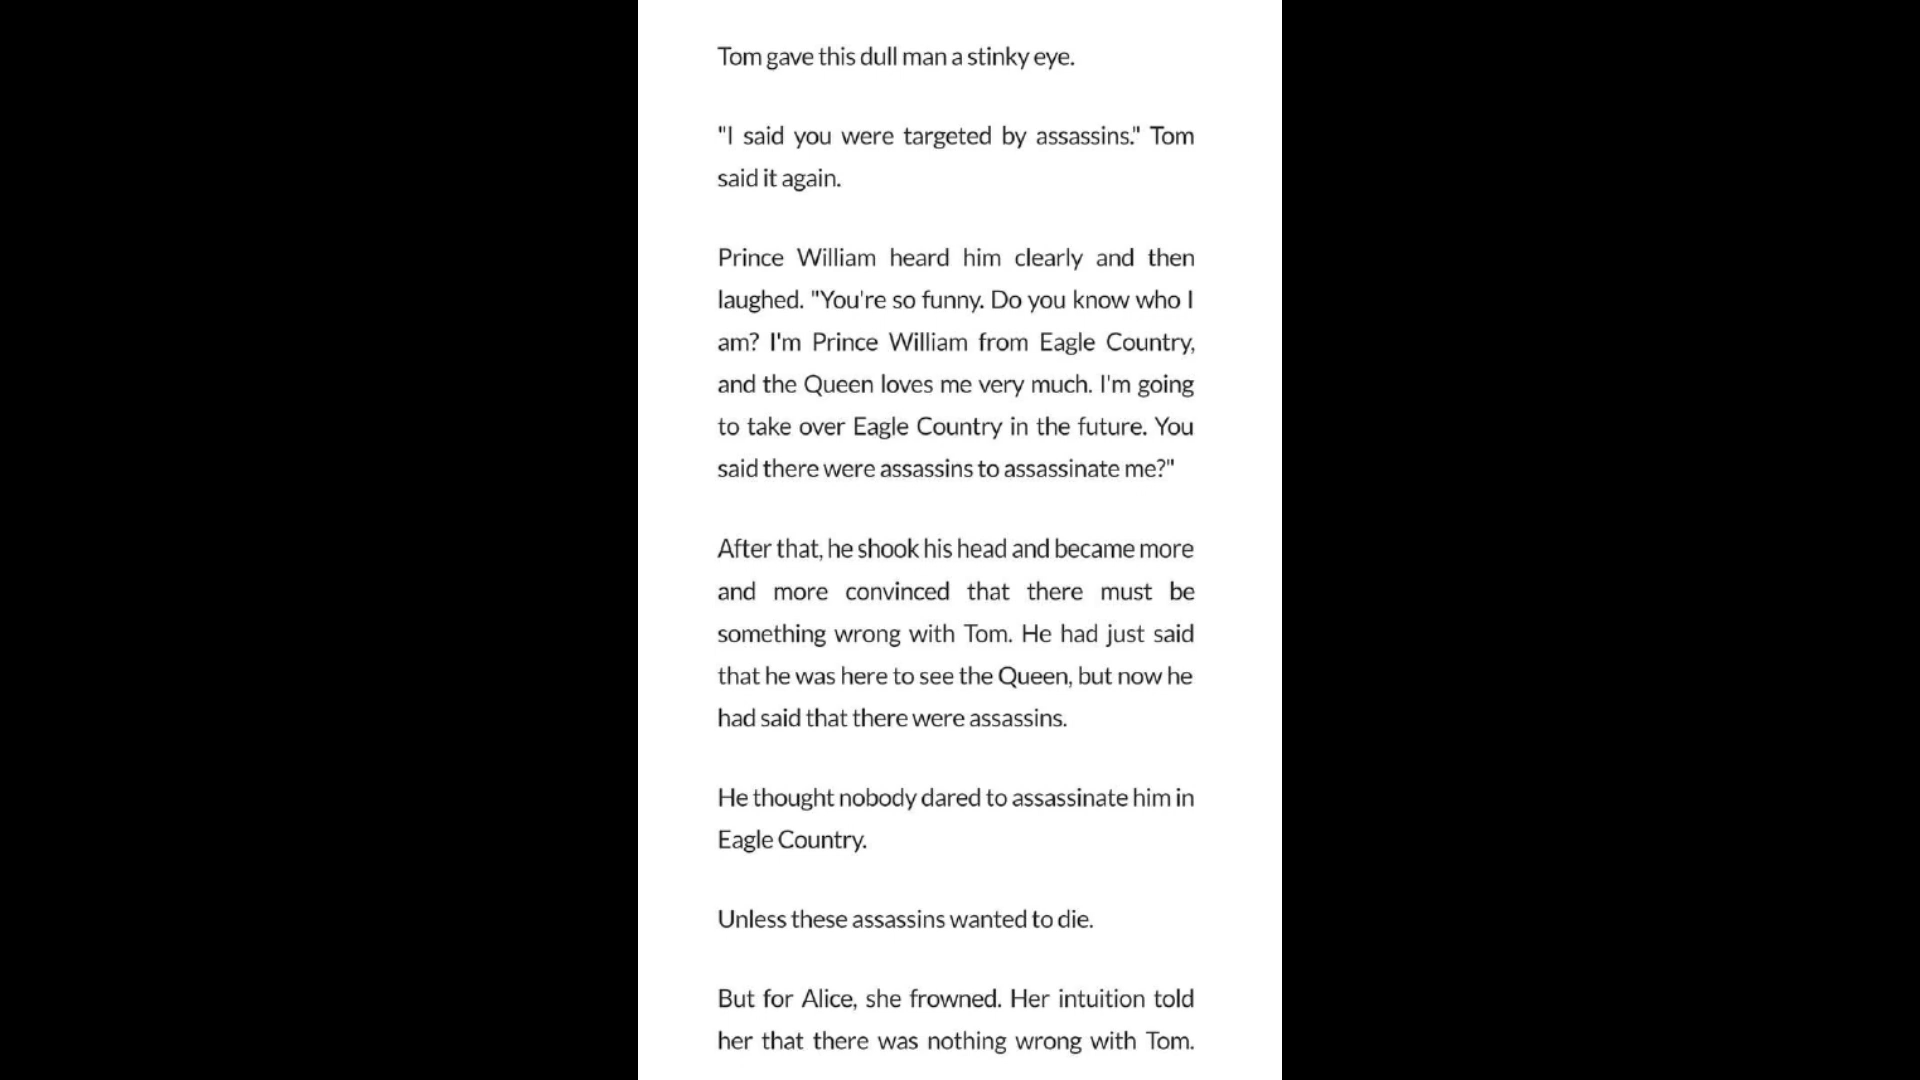 Tom gave this dull man a stinky eye.
"I said you were targeted by assassins." Tom
said it again.
Prince William heard him clearly and then
laughed. "You're so funny. Do you know who I
am? I'm Prince William from Eagle Country,
and the Queen loves me very much. I'm going
to take over Eagle Country in the future. You
said there were assassins to assassinate me?"
After that, he shook his head and became more
and more convinced that there must be
something wrong with Tom. He had just said
that he was here to see the Queen, but now he
had said that there were assassins.
He thought nobody dared to assassinate him in
Eagle Country.
Unless these assassins wanted to die.
But for Alice, she frowned. Her intuition told
her that there was nothing wrong with Tom.